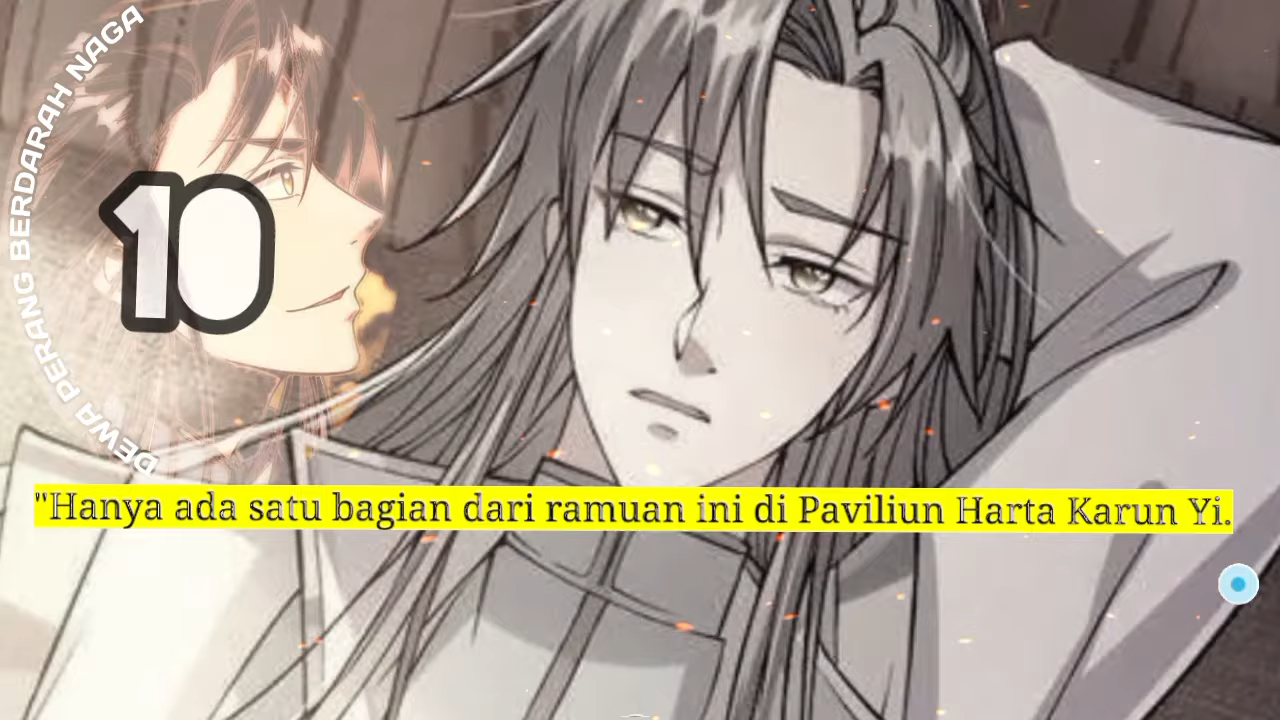 DEWA PERANG BERDARAH NAGA
10
"Hanya ada satu bagian dari ramuan ini di Paviliun Harta Karun Yi.